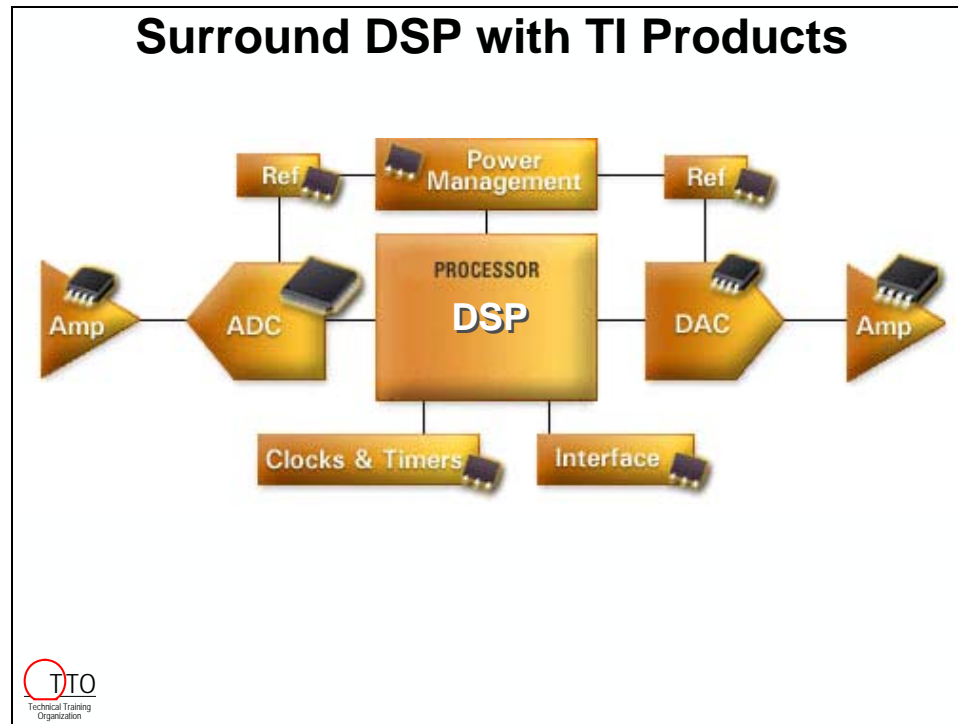 Surround DSP with TI Products
Ref
Power
Management
Ref
PROCESSOR
DSP
Amp
ADC
DAC
Amp
Clocks & Timers
Interface
TTO
Technical Training
Organization